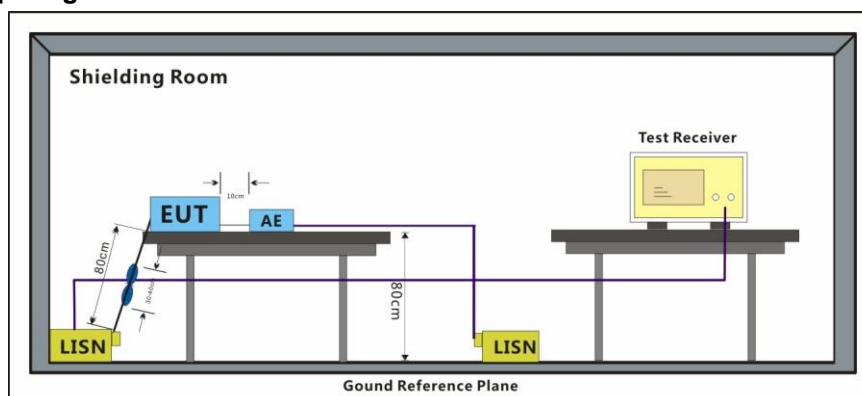 Shielding Room
Test Receiver
10cm
EUT
AE
80cm
30-40cm
80cm
LISN
LISN
Gound Reference Plane